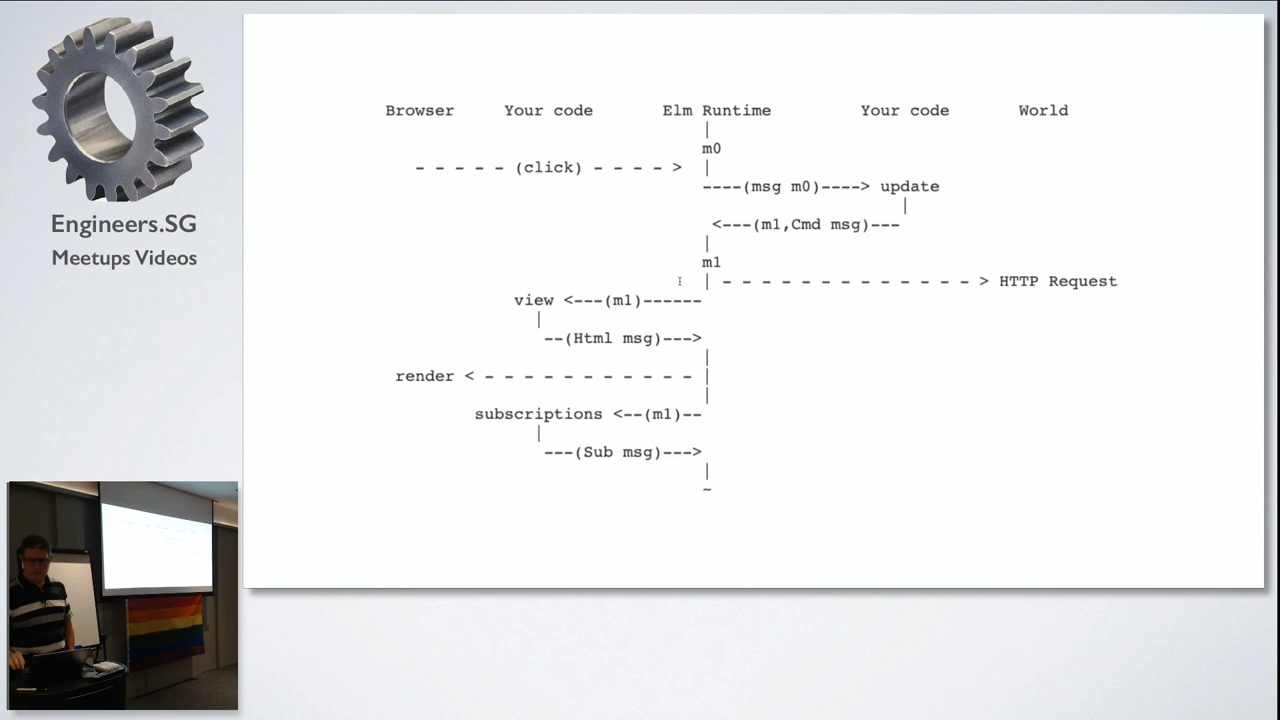 Engineers.SG
Meetups Videos
Browser Your code Elm Runtime Your code World
|
m0
- - - - - (click) - - - - > |
----(msg m0)----> update
|
<---(m1,Cmd msg)---
|
m1
| - - - - - - - - - - - - - > HTTP Request
view <---(m1)------
|
--(Html msg)--->
|
render < - - - - - - - - - - - |
|
subscriptions <--(m1)--
|
---(Sub msg)--->
|
~